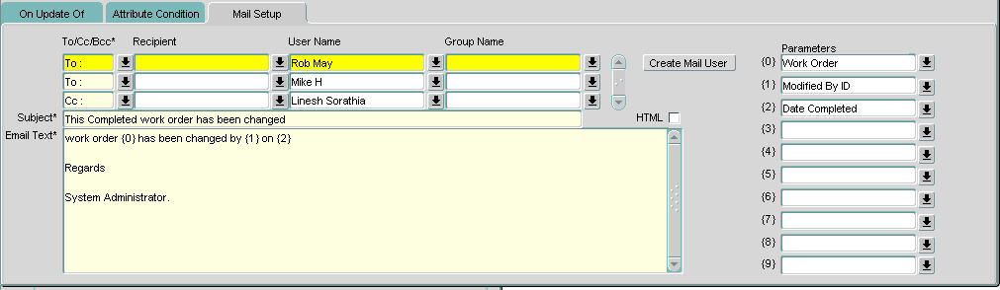 On Update Of Attribute Condition Mail Setup
To/Cc/Bcc* Recipient User Name Group Name
To : Rob May
To : Mike H
Cc : Linesh Sorathia
Create Mail User
Subject* This Completed work order has been changed HTML
Email Text* work order {0} has been changed by {1} on {2}
Regards
System Administrator.
Parameters
{0} Work Order
{1} Modified By ID
{2} Date Completed
{3}
{4}
{5}
{6}
{7}
{8}
{9}